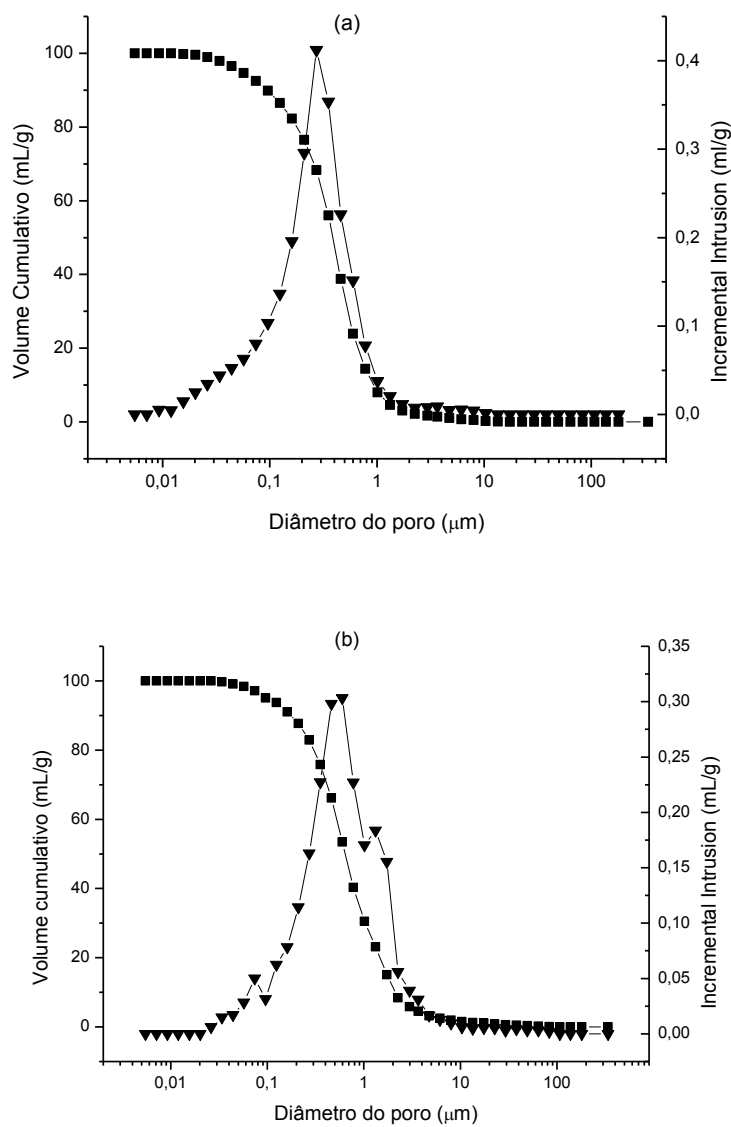 (a)
Volume Cumulativo (mL/g)
100
80
60
40
20
0
0,4
0,3
0,2
0,1
0,0
Incremental Intrusion (ml/g)
0,01 0,1 1 10 100
Diâmetro do poro (μm)
(b)
Volume cumulativo (mL/g)
100
80
60
40
20
0
0,35
0,30
0,25
0,20
0,15
0,10
0,05
0,00
Incremental Intrusion (mL/g)
0,01 0,1 1 10 100
Diâmetro do poro (μm)